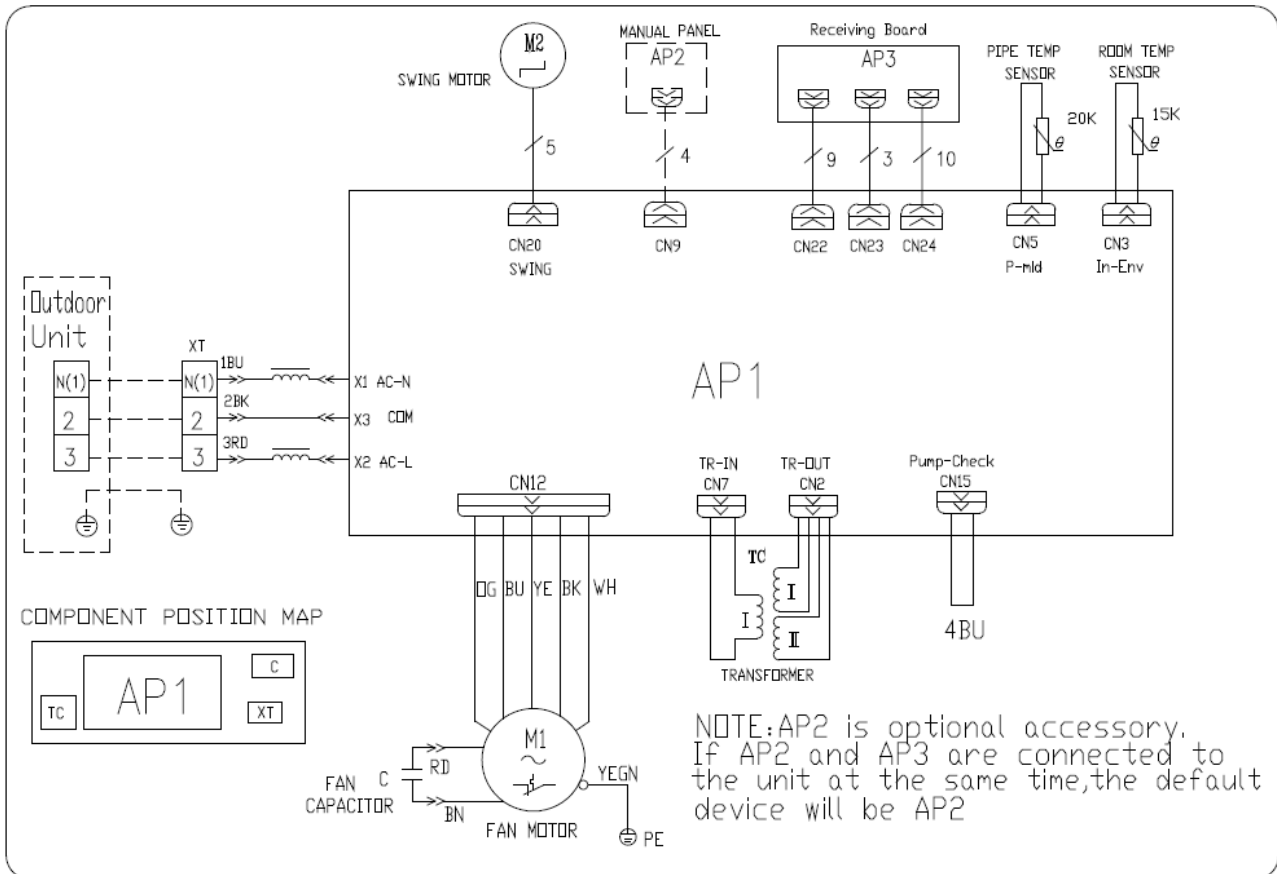 M2
SWING MOTOR
5
MANUAL PANEL
AP2
4
Receiving Board
AP3
9
3
10
PIPE TEMP
SENSOR
20K
θ
ROOM TEMP
SENSOR
15K
θ
CN20
SWING
CN9
CN22
CN23
CN24
CN5
P-mid
CN3
In-Env
Outdoor
Unit
N(1)
2
3
XT
N(1)
2
3
1BU
2BK
3RD
X1 AC-N
X3 COM
X2 AC-L
AP1
CN12
OG BU YE BK WH
TR-IN
CN7
TR-OUT
CN2
TC
I
I
II
TRANSFORMER
Pump-Check
CN15
4BU
COMPONENT POSITION MAP
TC
AP1
C
XT
M1
FAN MOTOR
FAN
CAPACITOR
C
RD
BN
YEGN
PE
NOTE:AP2 is optional accessory.
If AP2 and AP3 are connected to
the unit at the same time,the default
device will be AP2